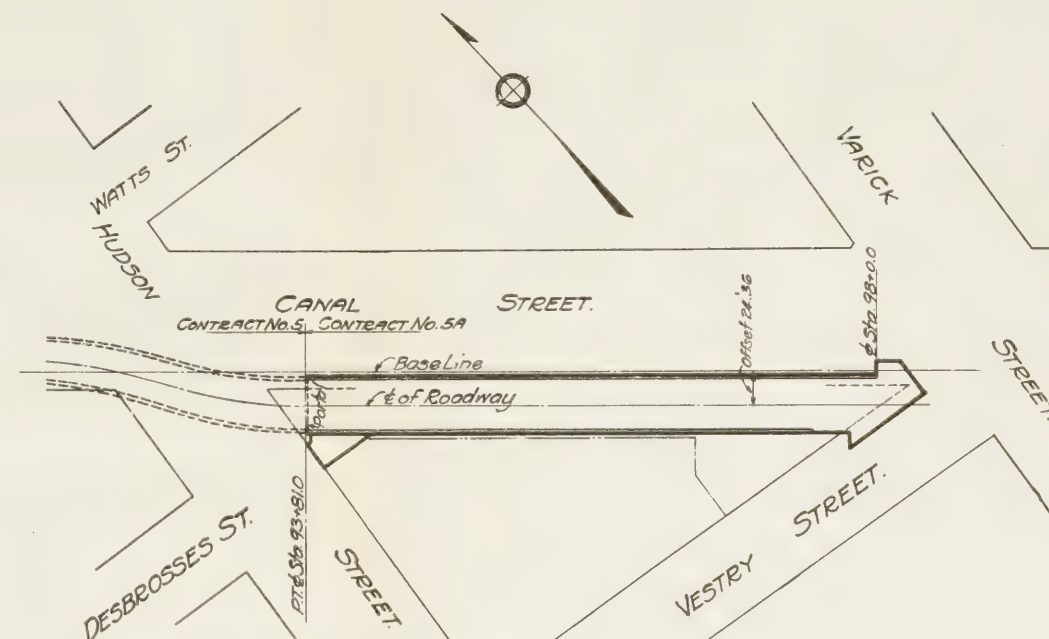 WATTS ST.
HUDSON
VARICK
CANAL STREET.
CONTRACT No. 5 CONTRACT No. 5A
¢ Sta. 98+0.0
Offset 24.36
Base Line
℄ of Roadway
Portal
STREET.
P.T. ¢ Sta. 93+81.0
DESBROSSES ST.
STREET.
VESTRY STREET.